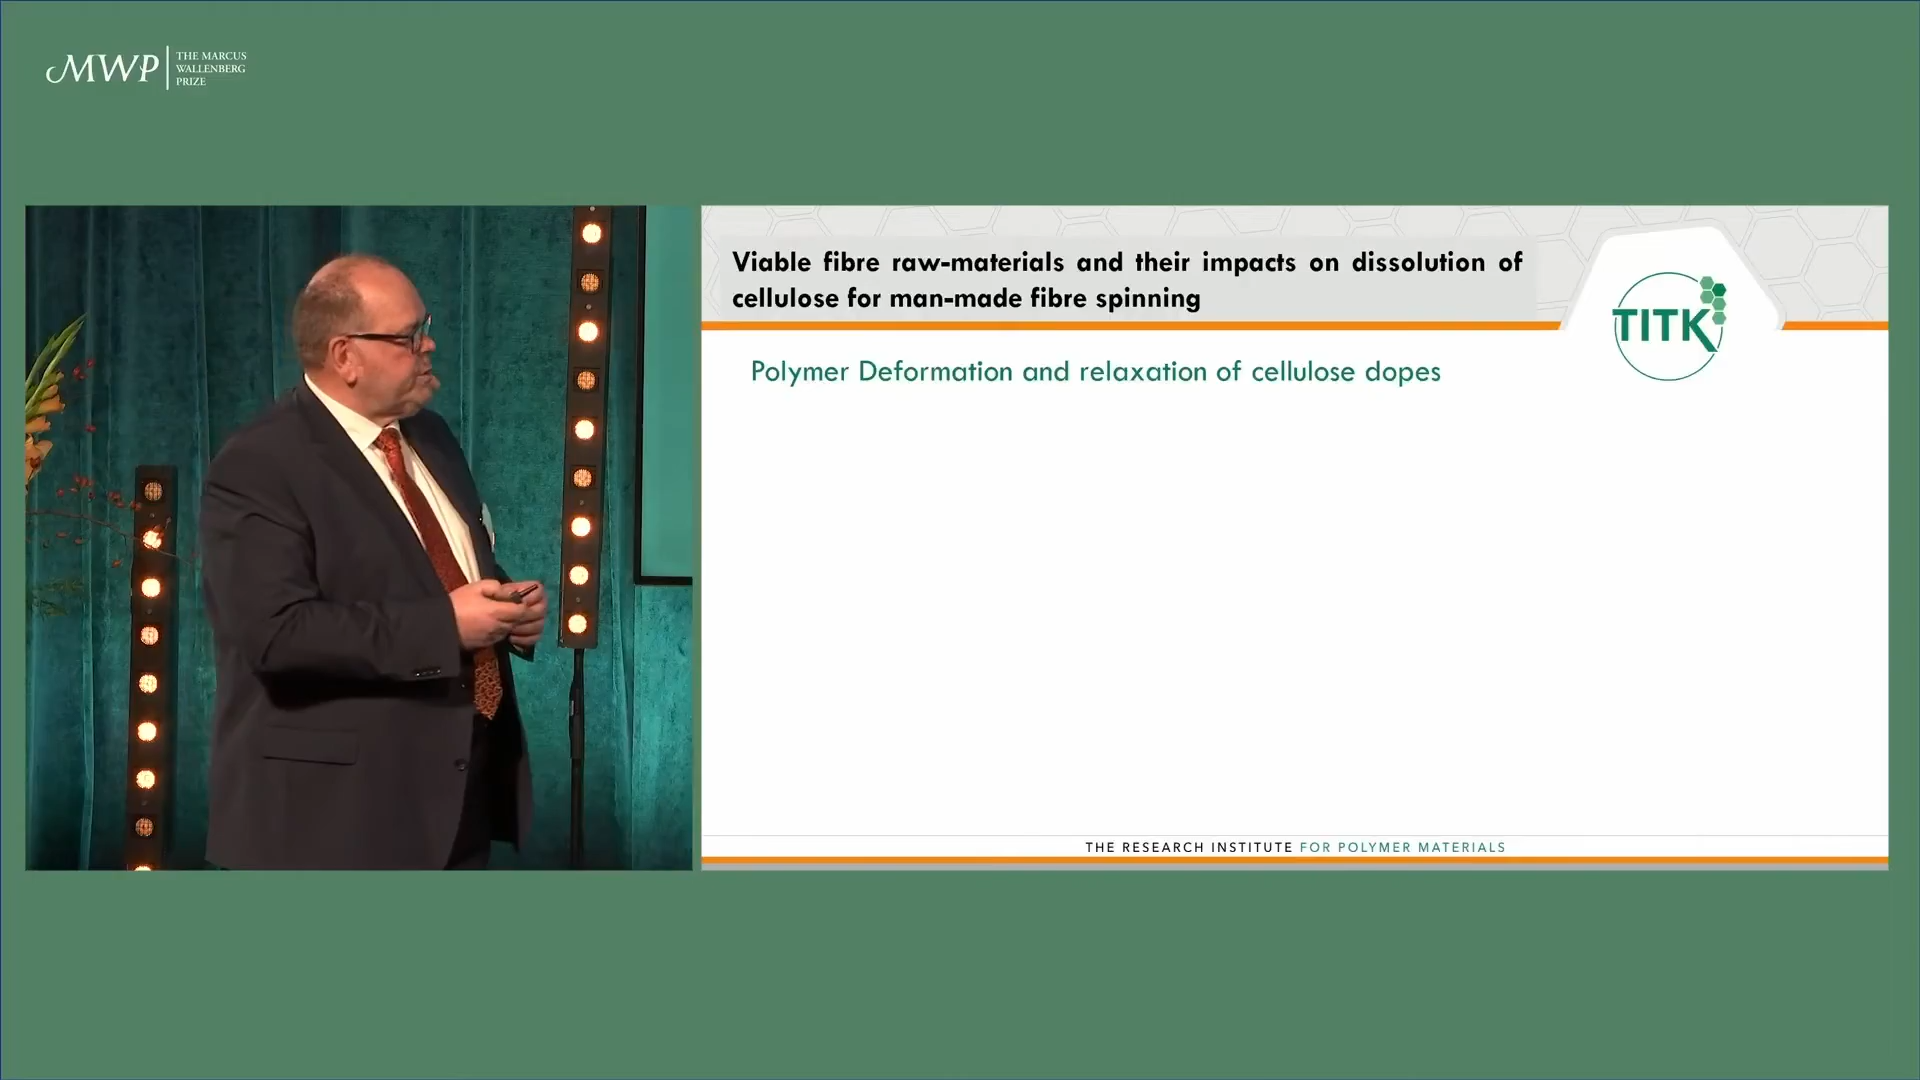 MWP
THE MARCUS
WALLENBERG
PRIZE
Viable fibre raw-materials and their impacts on dissolution of
cellulose for man-made fibre spinning
TITK
Polymer Deformation and relaxation of cellulose dopes
THE RESEARCH INSTITUTE FOR POLYMER MATERIALS